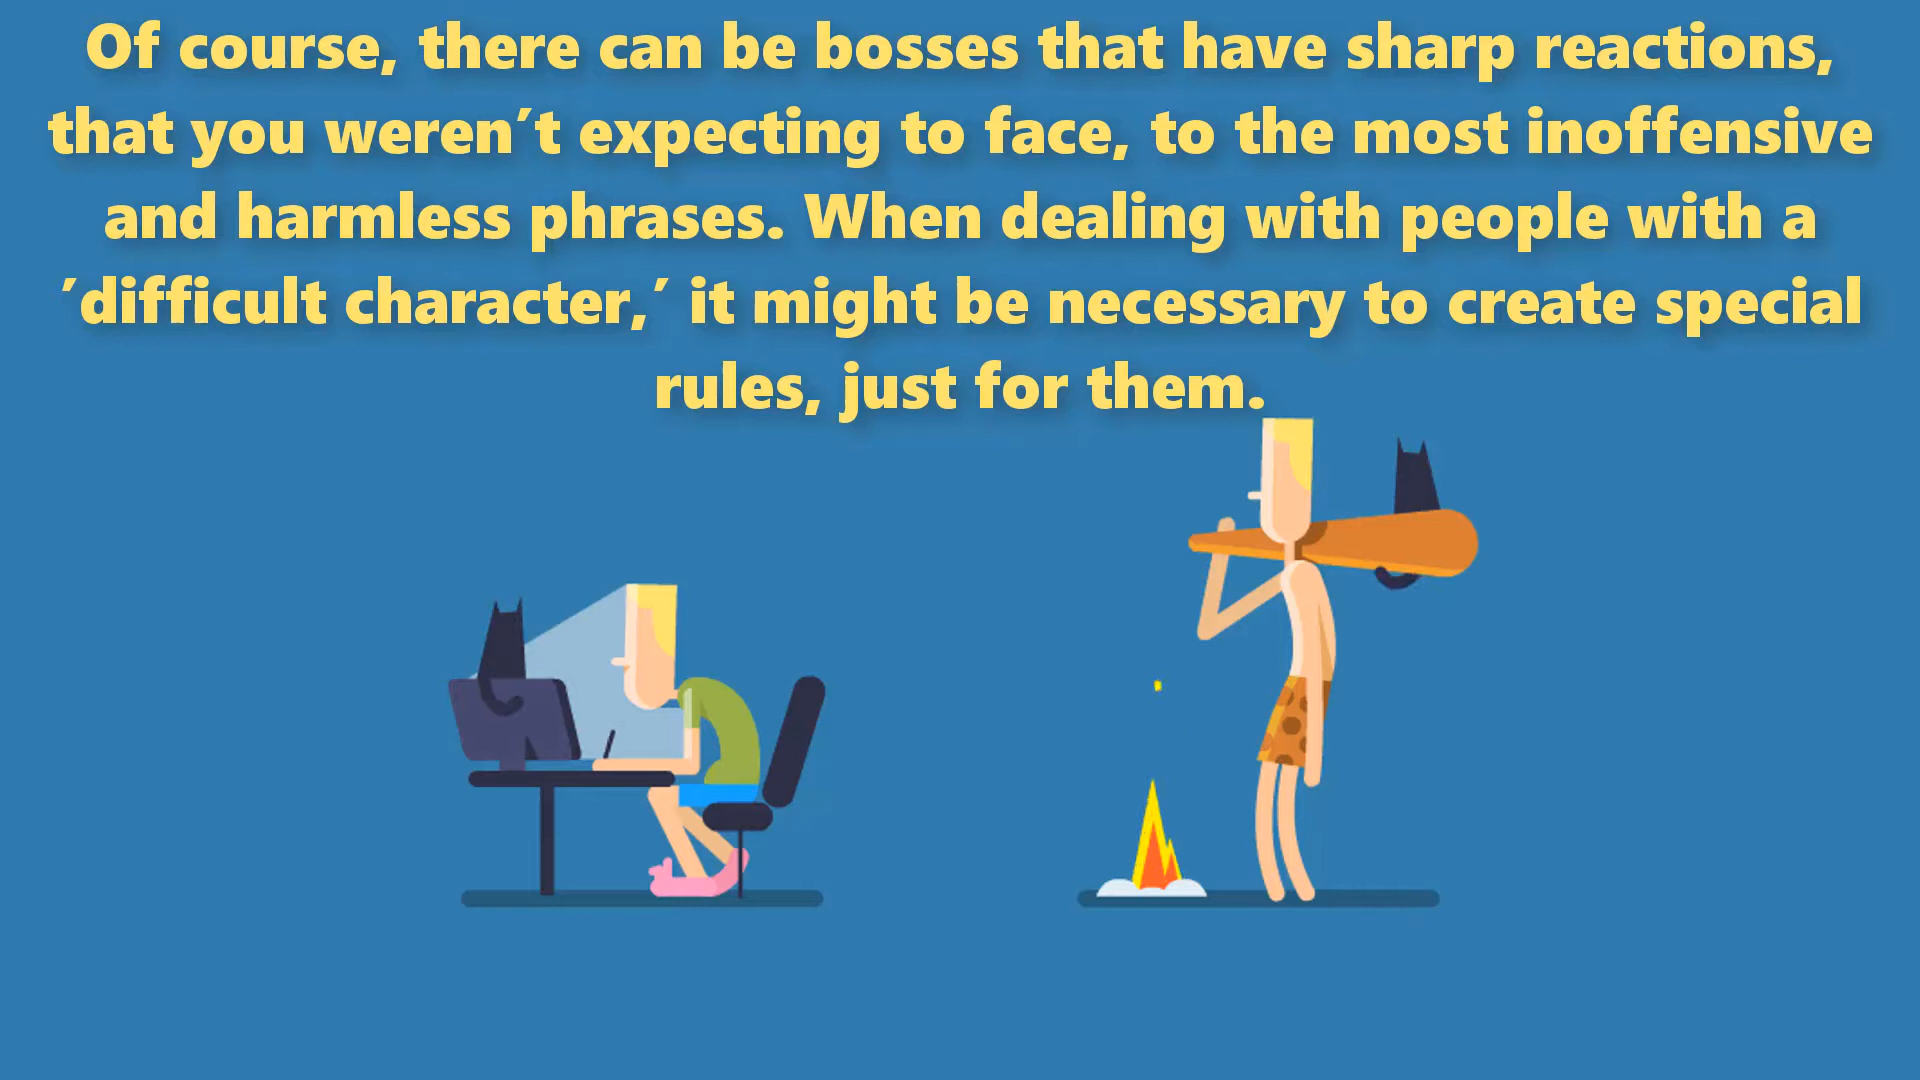 Of course, there can be bosses that have sharp reactions,
that you weren´t expecting to face, to the most inoffensive
and harmless phrases. When dealing with people with a
´difficult character,´ it might be necessary to create special
rules, just for them.